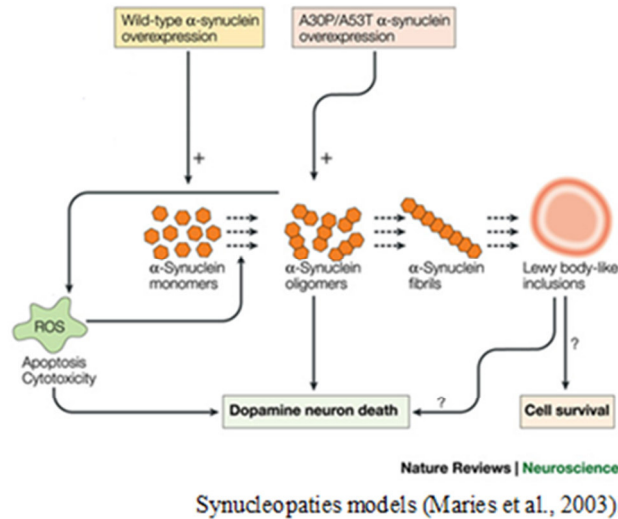 Wild-type α-synuclein
overexpression
A30P/A53T α-synuclein
overexpression
+
+
α-Synuclein
monomers
α-Synuclein
oligomers
α-Synuclein
fibrils
Lewy body-like
inclusions
ROS
Apoptosis
Cytotoxicity
?
?
Dopamine neuron death
Cell survival
Nature Reviews | Neuroscience
Synucleopaties models (Maries et al., 2003)